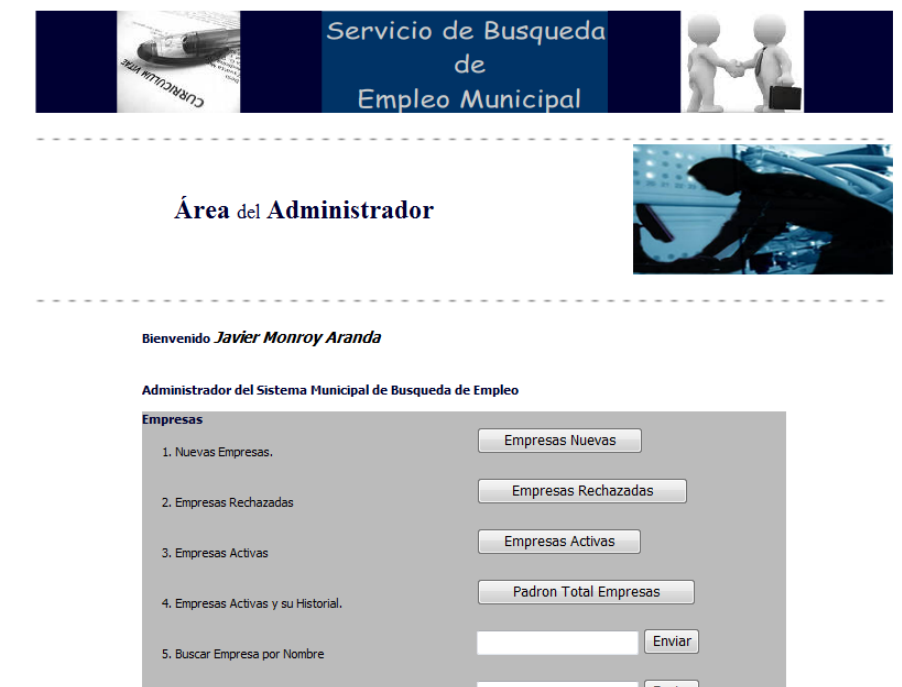 CURRICULUM VITAE
Servicio de Busqueda
de
Empleo Municipal
Área del Administrador
Bienvenido Javier Monroy Aranda
Administrador del Sistema Municipal de Busqueda de Empleo
Empresas
1. Nuevas Empresas.
Empresas Nuevas
2. Empresas Rechazadas
Empresas Rechazadas
3. Empresas Activas
Empresas Activas
4. Empresas Activas y su Historial.
Padron Total Empresas
5. Buscar Empresa por Nombre
Enviar